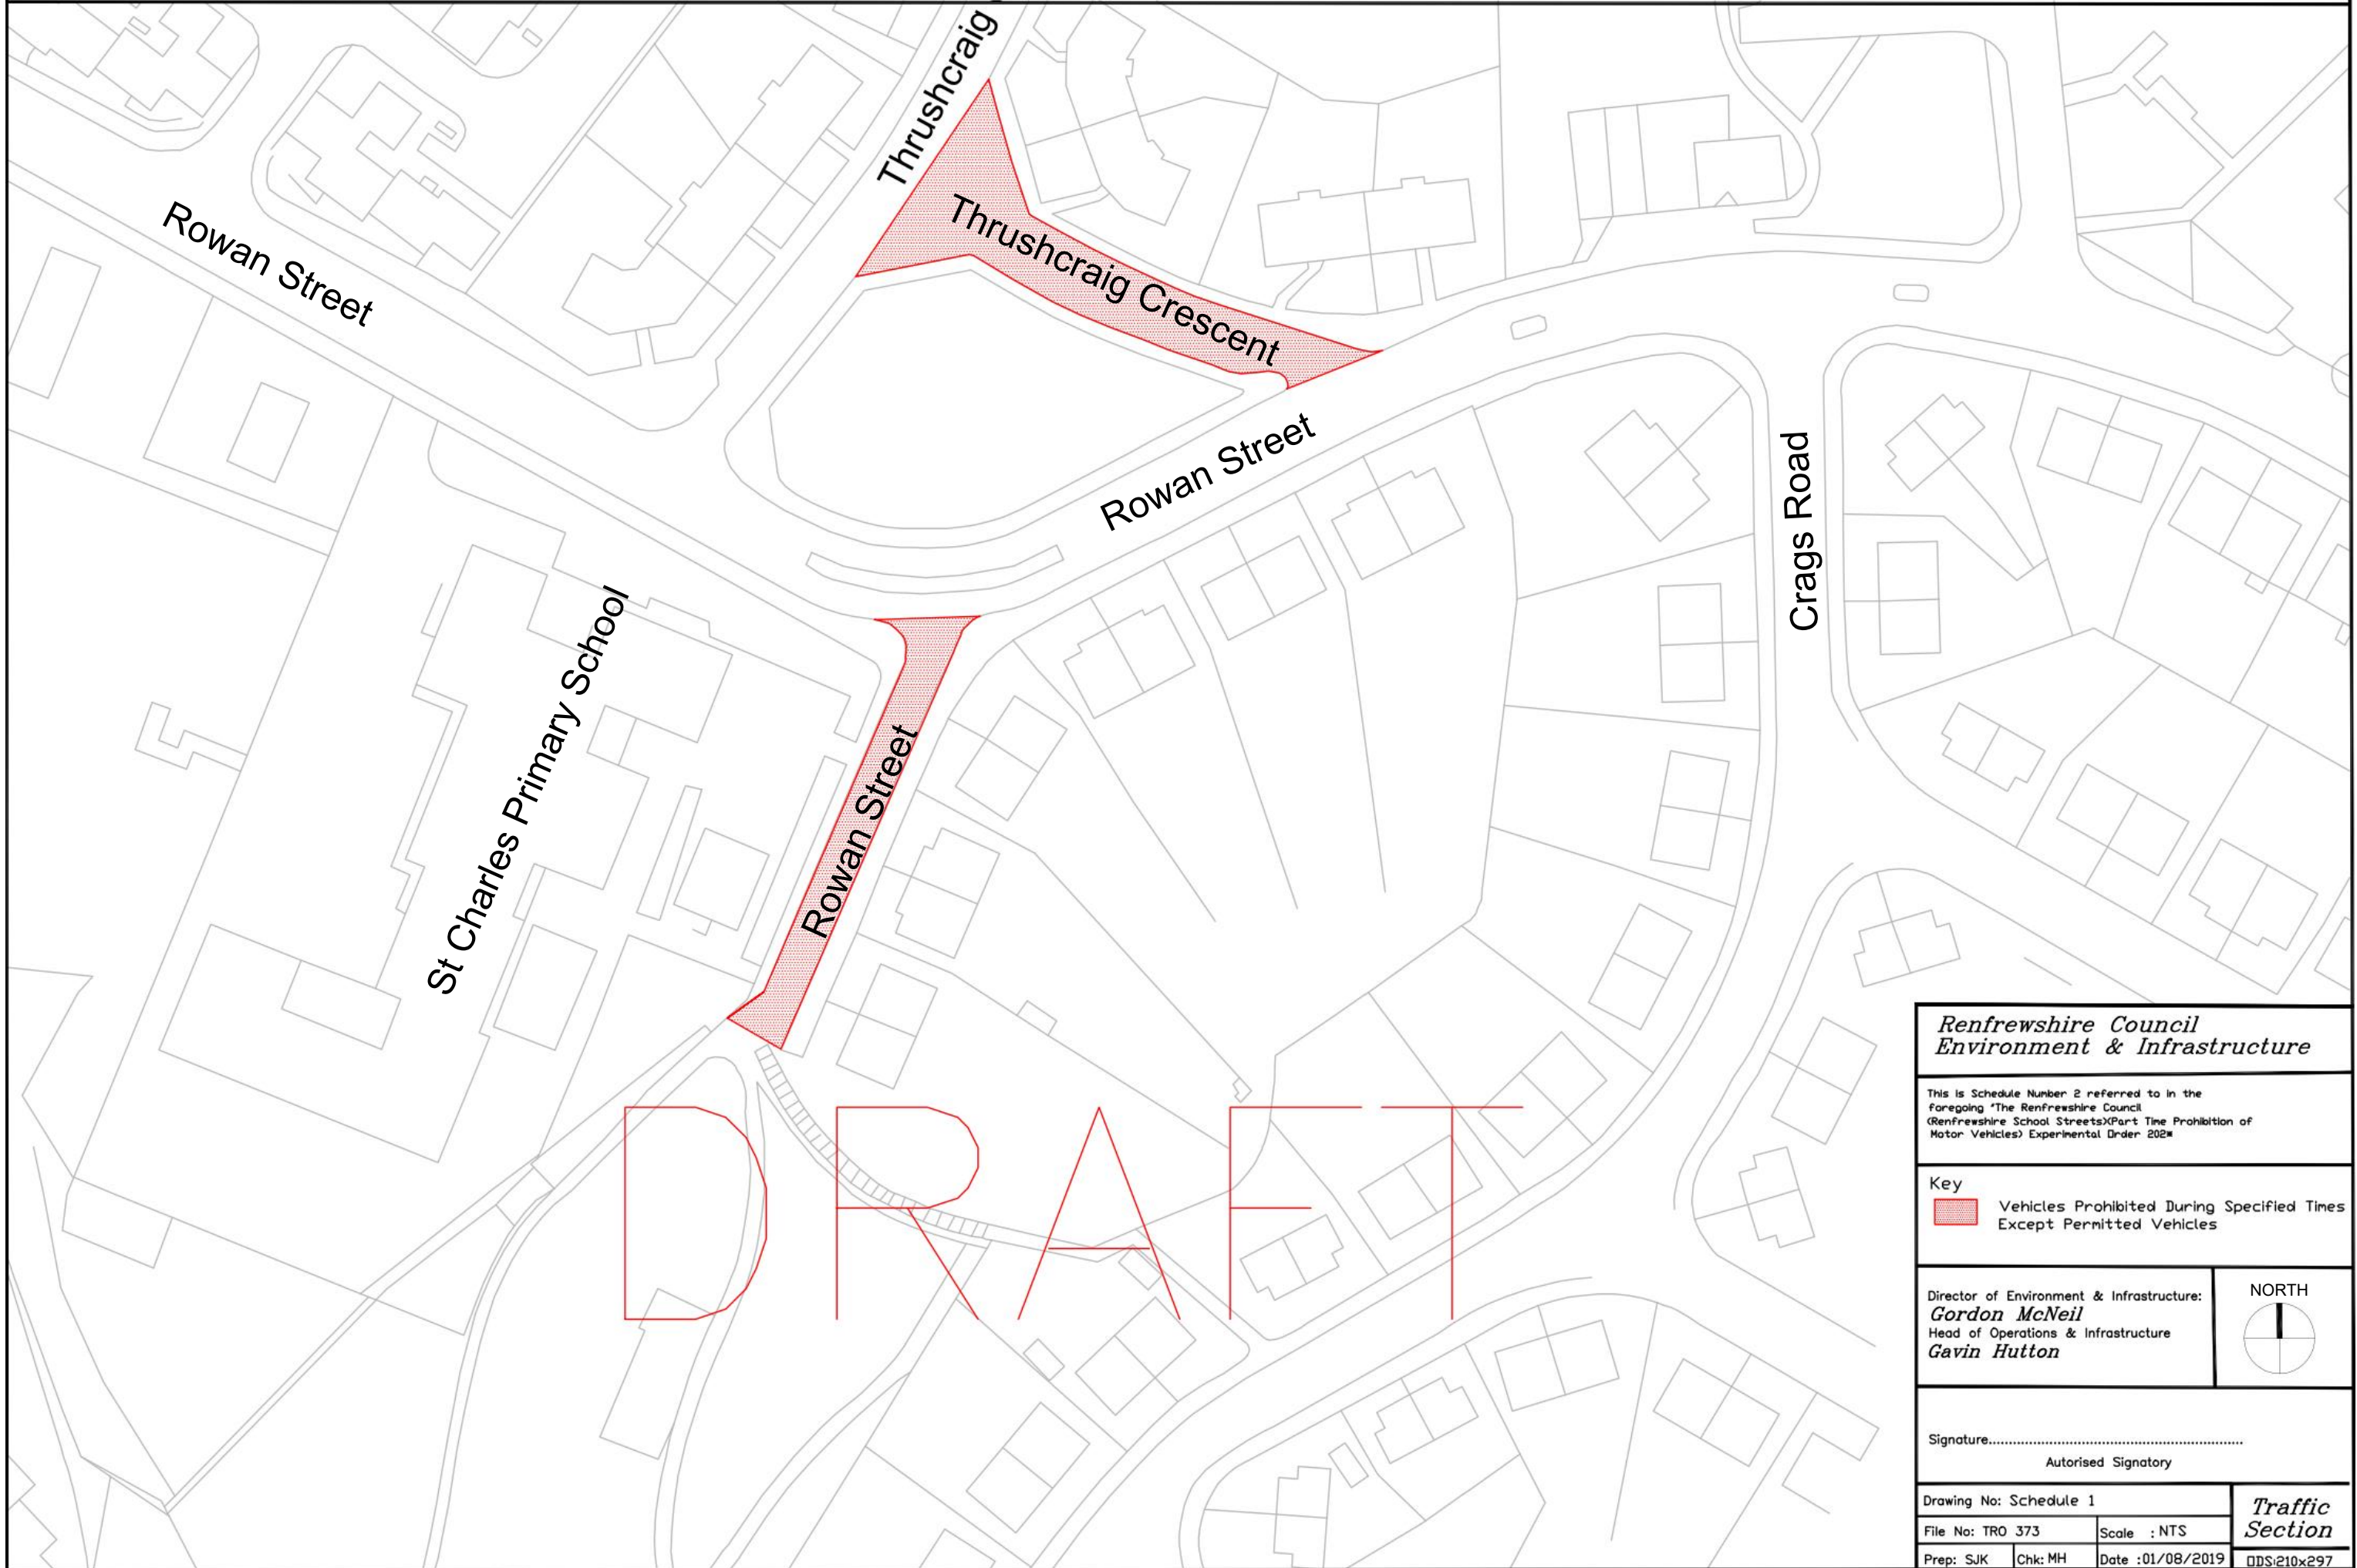 Thrushcraig
Thrushcraig Crescent
Rowan Street
Rowan Street
Crags Road
St Charles Primary School
Rowan Street
DRAFT
Renfrewshire Council
Environment & Infrastructure
This is Schedule Number 2 referred to in the
foregoing "The Renfrewshire Council
(Renfrewshire School Streets)(Part Time Prohibition of
Motor Vehicles) Experimental Order 202*
Key
Vehicles Prohibited During Specified Times
Except Permitted Vehicles
Director of Environment & Infrastructure:
Gordon McNeil
Head of Operations & Infrastructure
Gavin Hutton
NORTH
Signature..............................................................
Autorised Signatory
Drawing No: Schedule 1
File No: TRO 373
Scale : NTS
Prep: SJK
Chk: MH
Date :01/08/2019
Traffic
Section
ODS:210x297